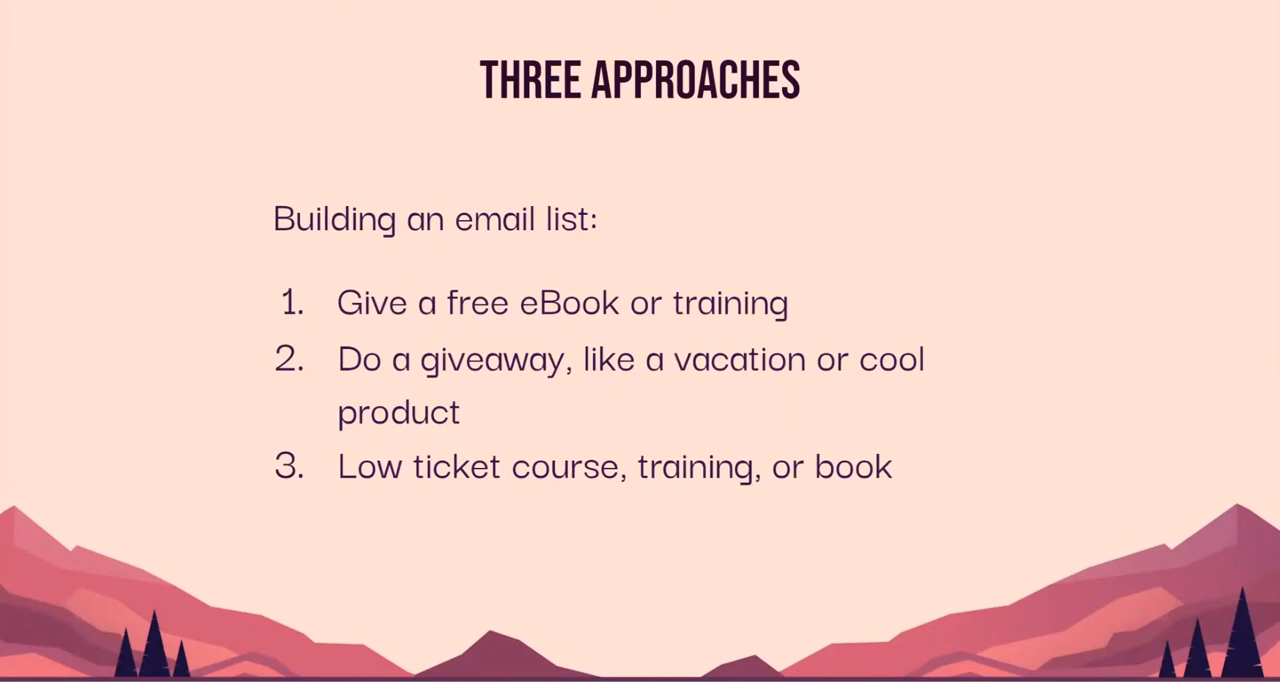 THREE APPROACHES
Building an email list:
1. Give a free eBook or training
2. Do a giveaway, like a vacation or cool
product
3. Low ticket course, training, or book